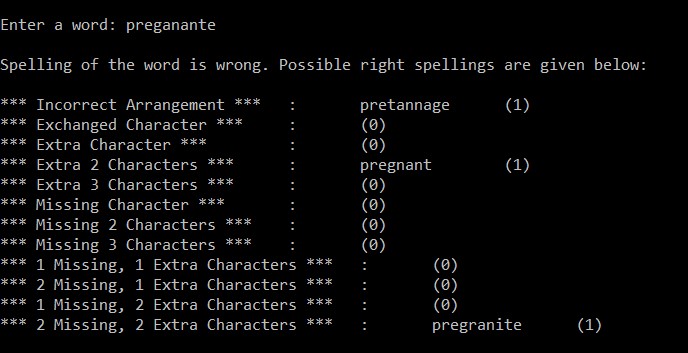 Enter a word: preganante
Spelling of the word is wrong. Possible right spellings are given below:
*** Incorrect Arrangement *** : pretannage (1)
*** Exchanged Character *** : (0)
*** Extra Character *** : (0)
*** Extra 2 Characters *** : pregnant (1)
*** Extra 3 Characters *** : (0)
*** Missing Character *** : (0)
*** Missing 2 Characters *** : (0)
*** Missing 3 Characters *** : (0)
*** 1 Missing, 1 Extra Characters *** : (0)
*** 2 Missing, 1 Extra Characters *** : (0)
*** 1 Missing, 2 Extra Characters *** : (0)
*** 2 Missing, 2 Extra Characters *** : pregranite (1)